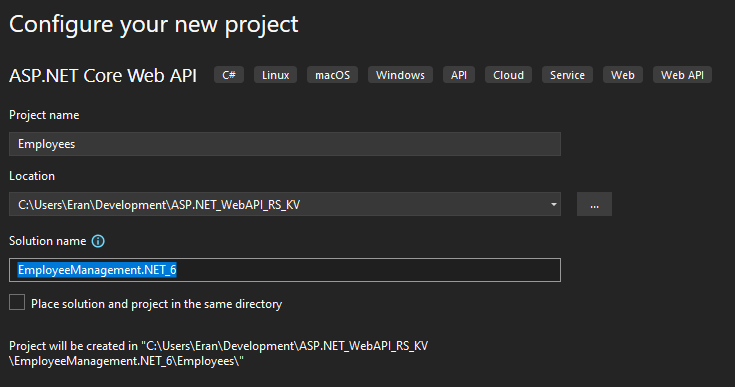 Configure your new project
ASP.NET Core Web API C# Linux macOS Windows API Cloud Service Web Web API
Project name
Employees
Location
C:\Users\Eran\Development\ASP.NET_WebAPI_RS_KV ...
Solution name
EmployeeManagement.NET_6
Place solution and project in the same directory
Project will be created in "C:\Users\Eran\Development\ASP.NET_WebAPI_RS_KV
\EmployeeManagement.NET_6\Employees\"